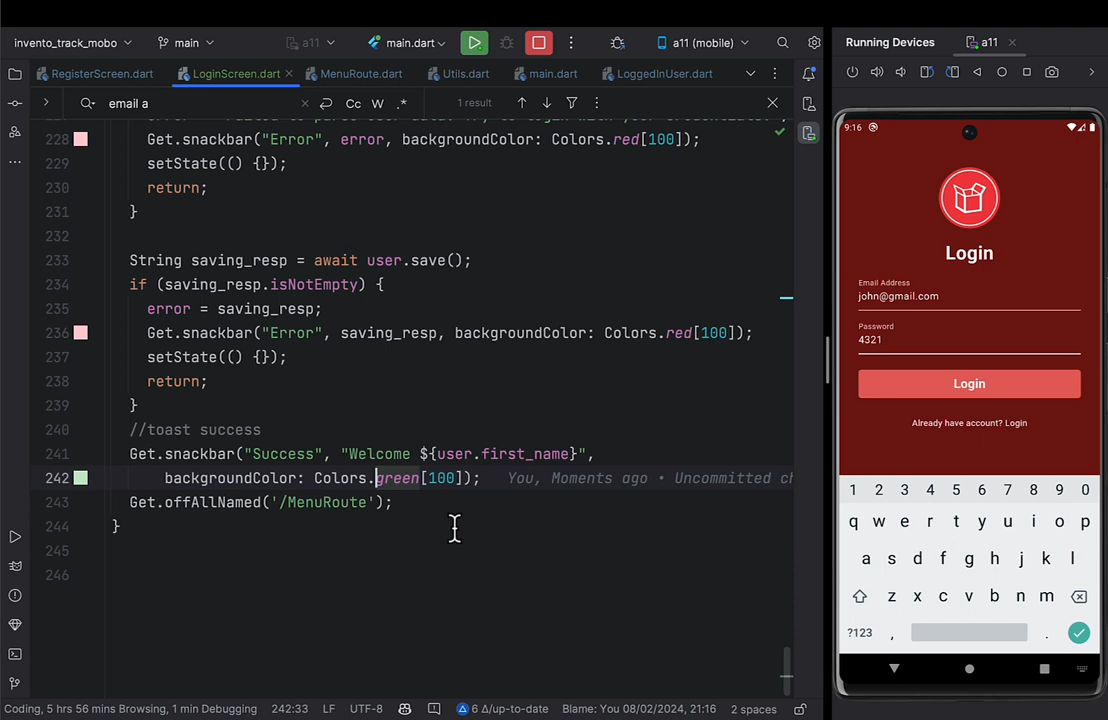 invento_track_mobo
main
a11
main.dart
a11 (mobile)
Running Devices
a11
RegisterScreen.dart
LoginScreen.dart
MenuRoute.dart
Utils.dart
main.dart
LoggedInUser.dart
email a
Cc W .*
1 result
228 Get.snackbar("Error", error, backgroundColor: Colors.red[100]);
229 setState(() {});
230 return;
231 }
232
233 String saving_resp = await user.save();
234 if (saving_resp.isNotEmpty) {
235 error = saving_resp;
236 Get.snackbar("Error", saving_resp, backgroundColor: Colors.red[100]);
237 setState(() {});
238 return;
239 }
240 //toast success
241 Get.snackbar("Success", "Welcome ${user.first_name}",
242 backgroundColor: Colors.green[100]); You, Moments ago • Uncommitted ch
243 Get.offAllNamed('/MenuRoute');
244 }
245
246
9:16
Login
Email Address
john@gmail.com
Password
4321
Login
Already have account? Login
1 2 3 4 5 6 7 8 9 0
q w e r t y u i o p
a s d f g h j k l
z x c v b n m
?123 , .
Coding, 5 hrs 56 mins Browsing, 1 min Debugging
242:33
LF
UTF-8
6 Δ/up-to-date
Blame: You 08/02/2024, 21:16
2 spaces